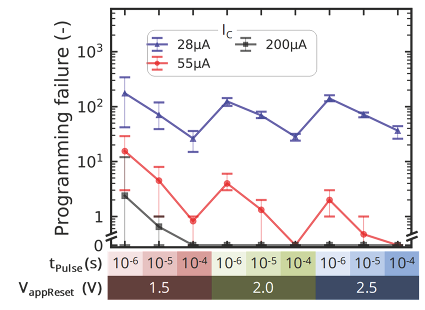 I_C
28μA
200μA
55μA
Programming failure (-)
10³
10²
10¹
1
0
t_Pulse(s) 10⁻⁶ 10⁻⁵ 10⁻⁴ 10⁻⁶ 10⁻⁵ 10⁻⁴ 10⁻⁶ 10⁻⁵ 10⁻⁴
V_appReset (V) 1.5 2.0 2.5